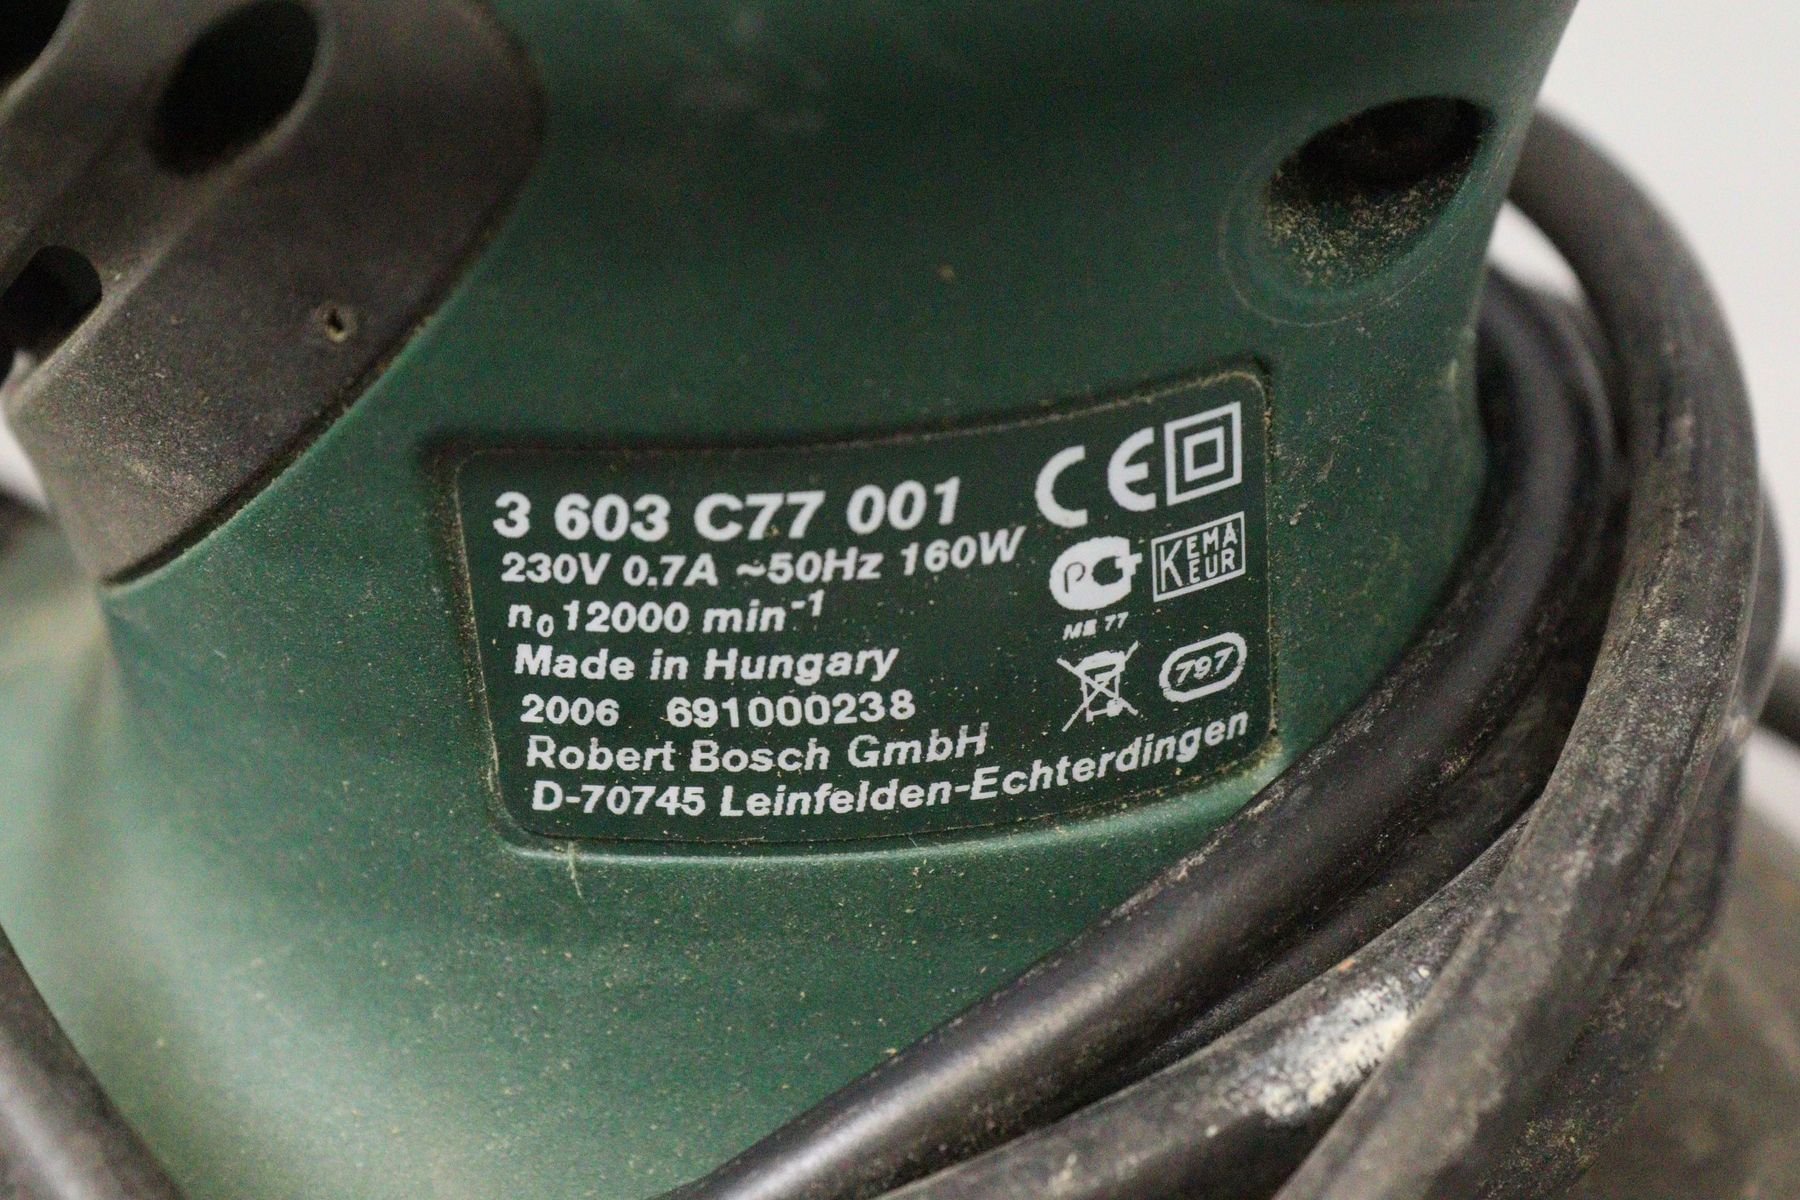 3 603 C77 001
230V 0.7A ~50Hz 160W
n₀ 12000 min⁻¹
Made in Hungary
2006 691000238
Robert Bosch GmbH
D-70745 Leinfelden-Echterdingen
CE
KEMA
KEUR
ME 77
797